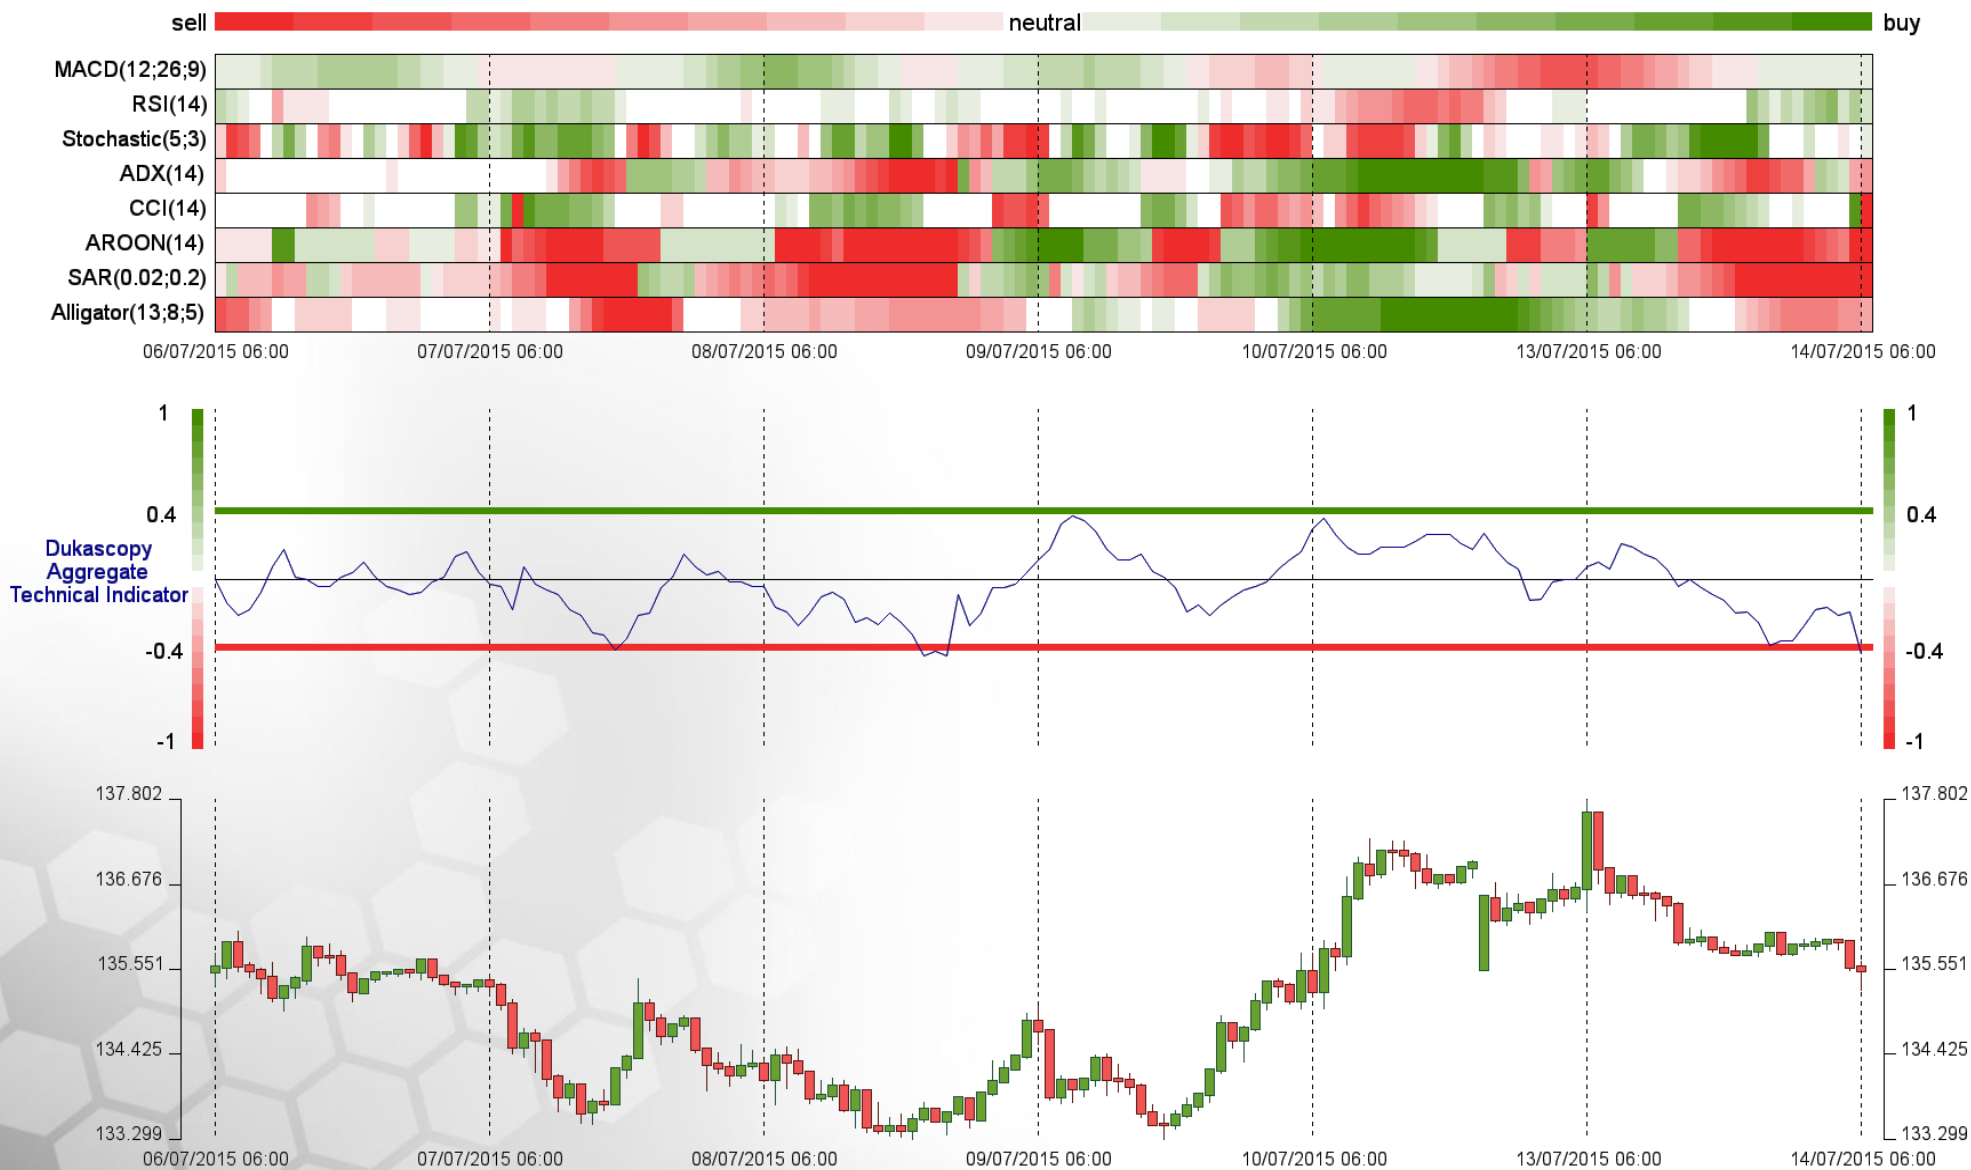 sell neutral buy
MACD(12;26;9)
RSI(14)
Stochastic(5;3)
ADX(14)
CCI(14)
AROON(14)
SAR(0.02;0.2)
Alligator(13;8;5)
06/07/2015 06:00 07/07/2015 06:00 08/07/2015 06:00 09/07/2015 06:00 10/07/2015 06:00 13/07/2015 06:00 14/07/2015 06:00
1 1
0.4 0.4
Dukascopy
Aggregate
Technical Indicator
-0.4 -0.4
-1 -1
137.802 137.802
136.676 136.676
135.551 135.551
134.425 134.425
133.299 133.299
06/07/2015 06:00 07/07/2015 06:00 08/07/2015 06:00 09/07/2015 06:00 10/07/2015 06:00 13/07/2015 06:00 14/07/2015 06:00